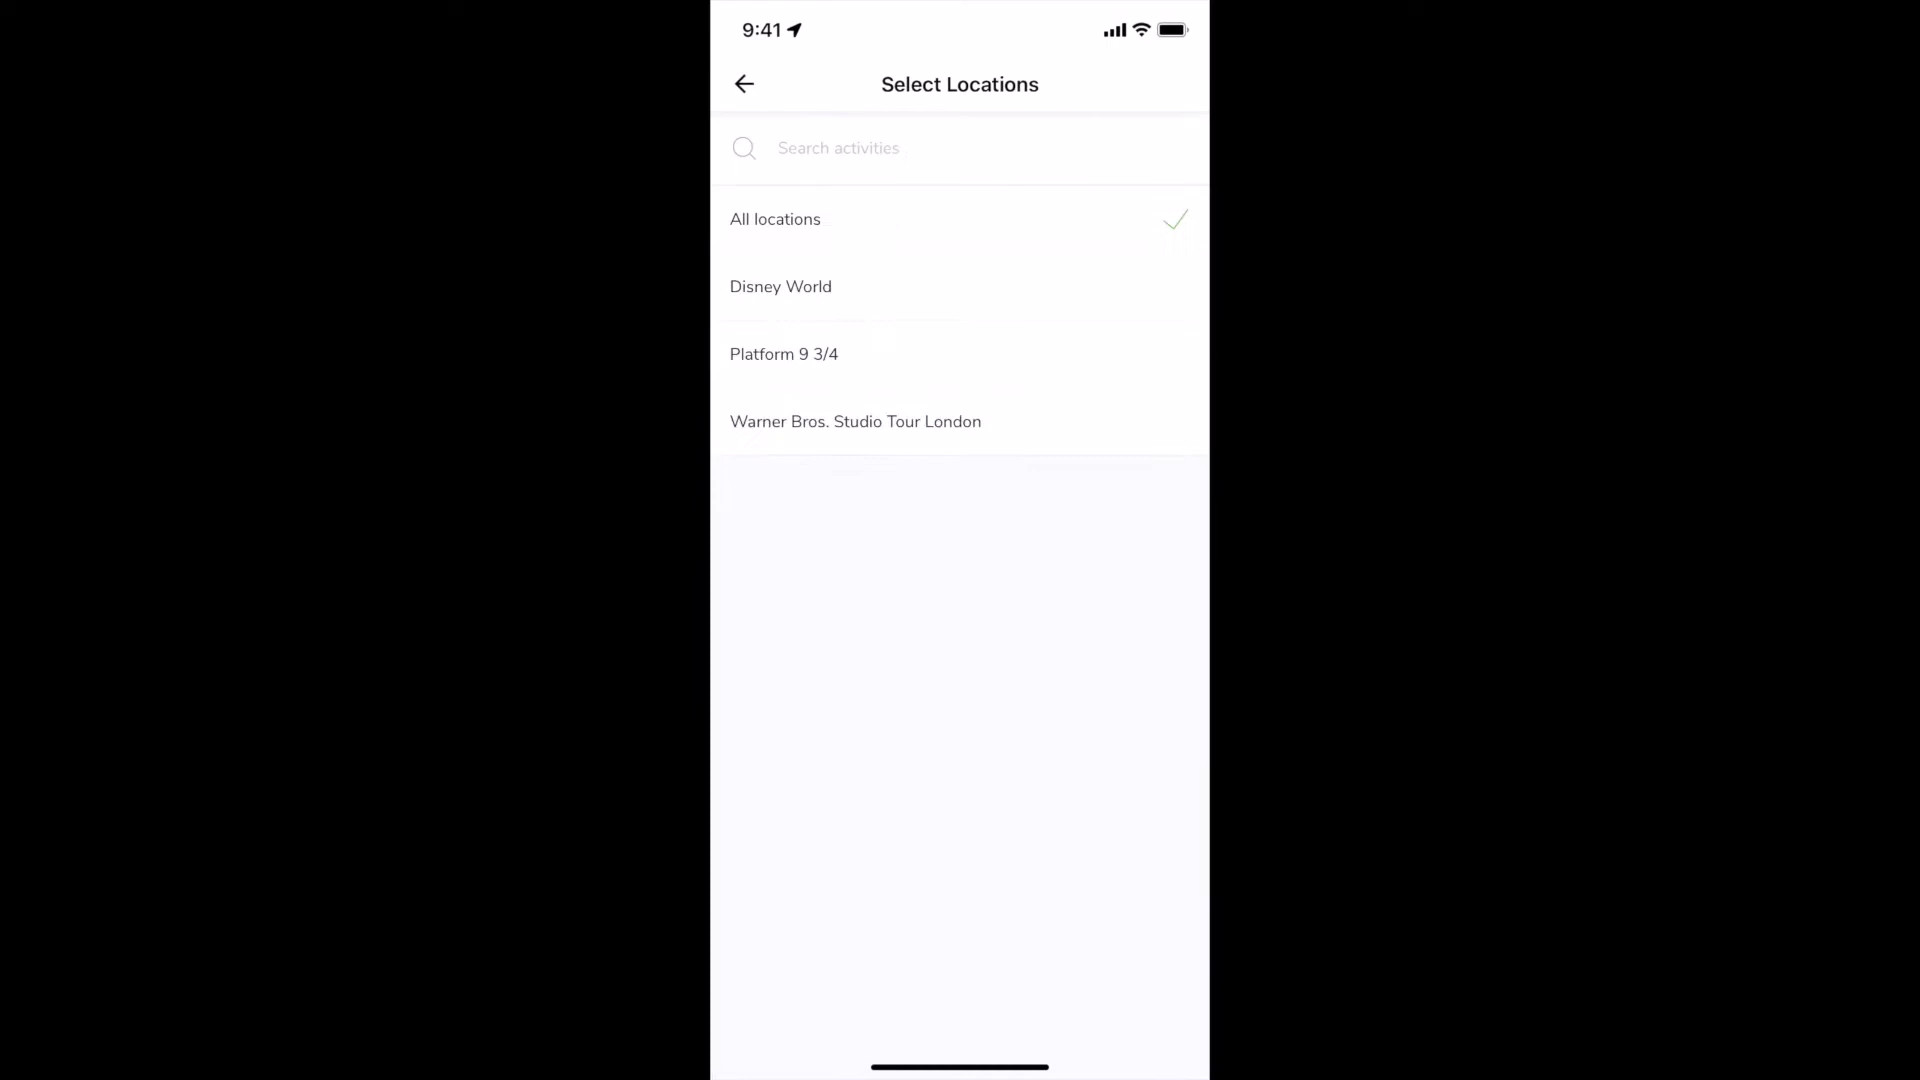 9:41
Select Locations
Search activities
All locations
Disney World
Platform 9 3/4
Warner Bros. Studio Tour London